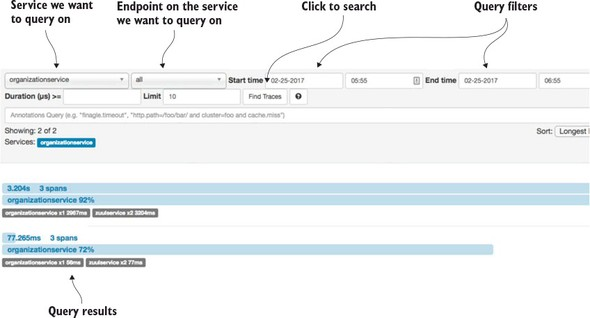 Service we want
to query on
Endpoint on the service
we want to query on
Click to search
Query filters
organizationservice all Start time 02-25-2017 05:55 End time 02-25-2017 06:55
Duration (μs) >= Limit 10 Find Traces ?
Annotations Query (e.g. "finagle.timeout", "http.path=/foo/bar/ and cluster=foo and cache.miss")
Showing: 2 of 2 Sort: Longest
Services: organizationservice
3.204s 3 spans
organizationservice 92%
organizationservice x1 2967ms zuulservice x2 3204ms
77.265ms 3 spans
organizationservice 72%
organizationservice x1 56ms zuulservice x2 77ms
Query results